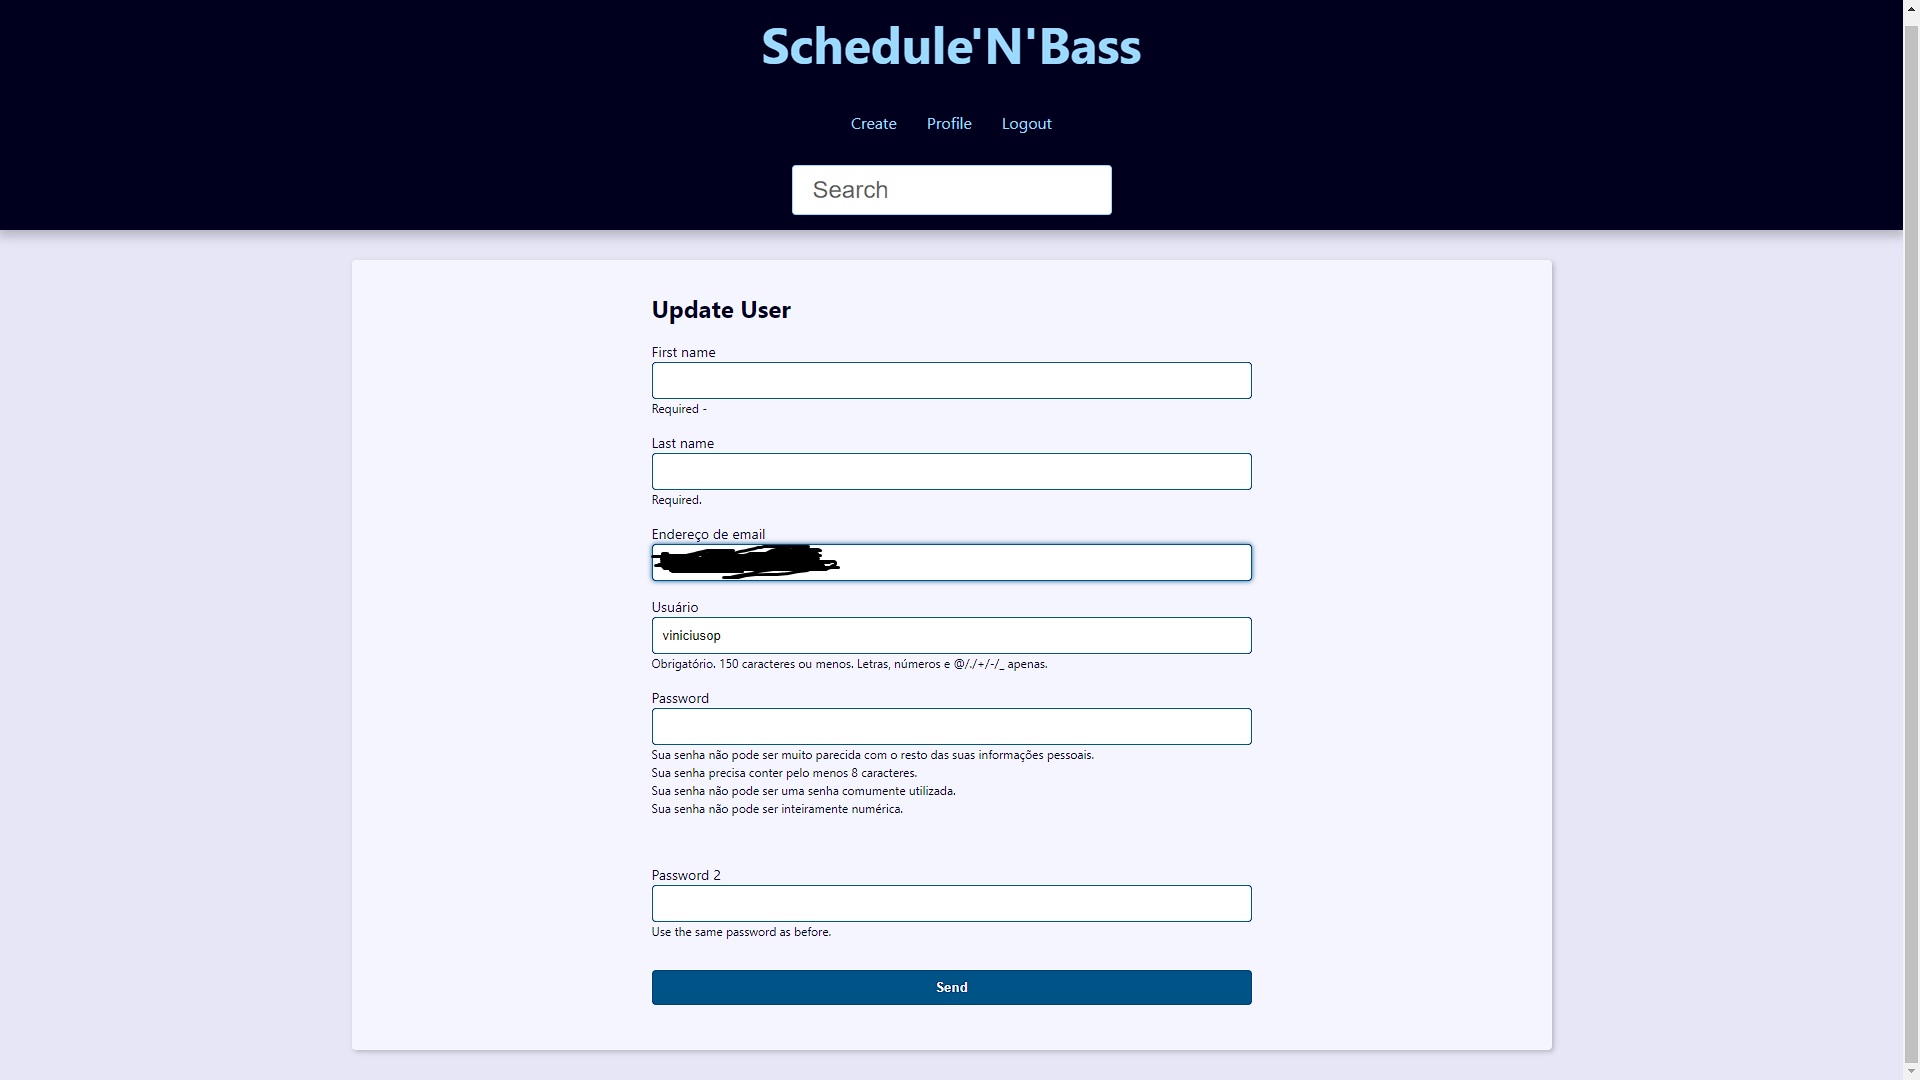 Schedule'N'Bass
Create Profile Logout
Search
Update User
First name
Required -
Last name
Required.
Endereço de email
Usuário
viniciusop
Obrigatório. 150 caracteres ou menos. Letras, números e @/./+/-/_ apenas.
Password
Sua senha não pode ser muito parecida com o resto das suas informações pessoais.
Sua senha precisa conter pelo menos 8 caracteres.
Sua senha não pode ser uma senha comumente utilizada.
Sua senha não pode ser inteiramente numérica.
Password 2
Use the same password as before.
Send